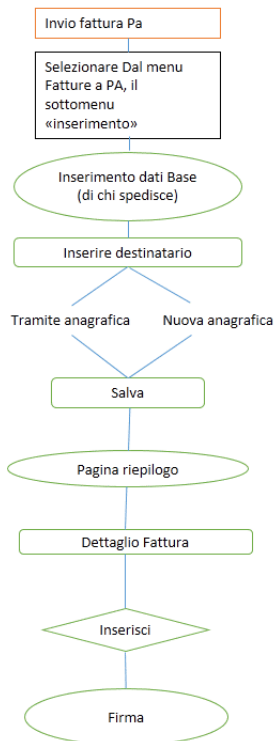 Invio fattura Pa
Selezionare Dal menu
Fatture a PA, il
sottomenu
«inserimento»
Inserimento dati Base
(di chi spedisce)
Inserire destinatario
Tramite anagrafica
Nuova anagrafica
Salva
Pagina riepilogo
Dettaglio Fattura
Inserisci
Firma